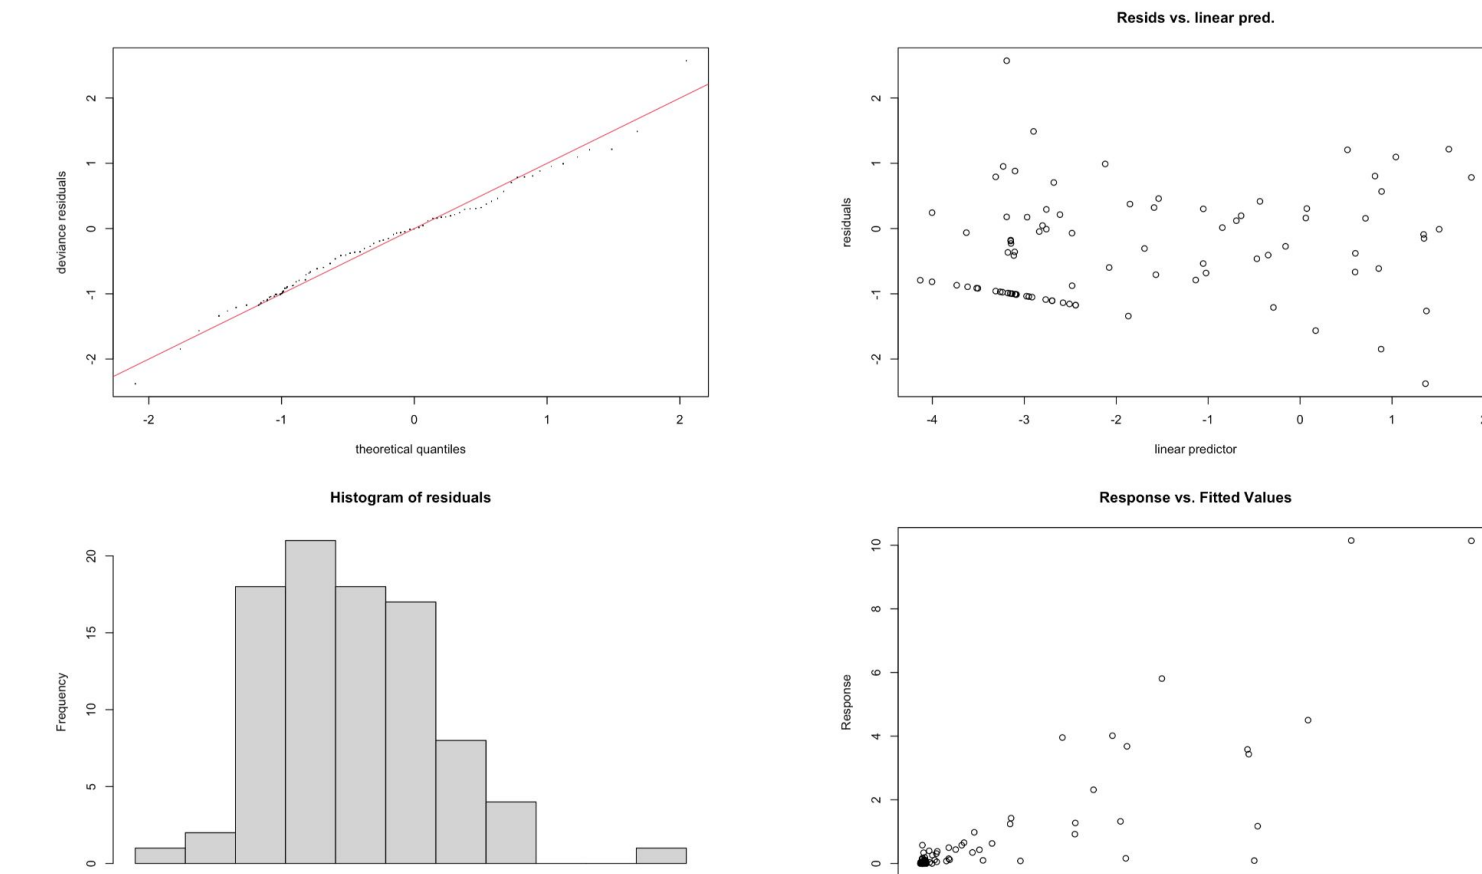 Resids vs. linear pred.
deviance residuals
-2 -1 0 1 2
-2 -1 0 1 2
theoretical quantiles
residuals
-2 -1 0 1 2
-4 -3 -2 -1 0 1
linear predictor
Histogram of residuals
Frequency
0 5 10 15 20
Response vs. Fitted Values
Response
0 2 4 6 8 10